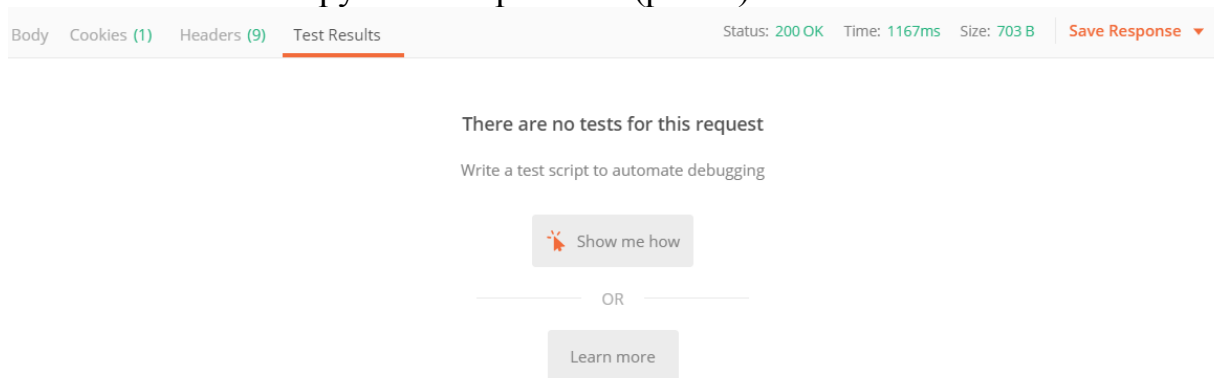 Body Cookies (1) Headers (9) Test Results Status: 200 OK Time: 1167ms Size: 703 B Save Response
There are no tests for this request
Write a test script to automate debugging
Show me how
OR
Learn more